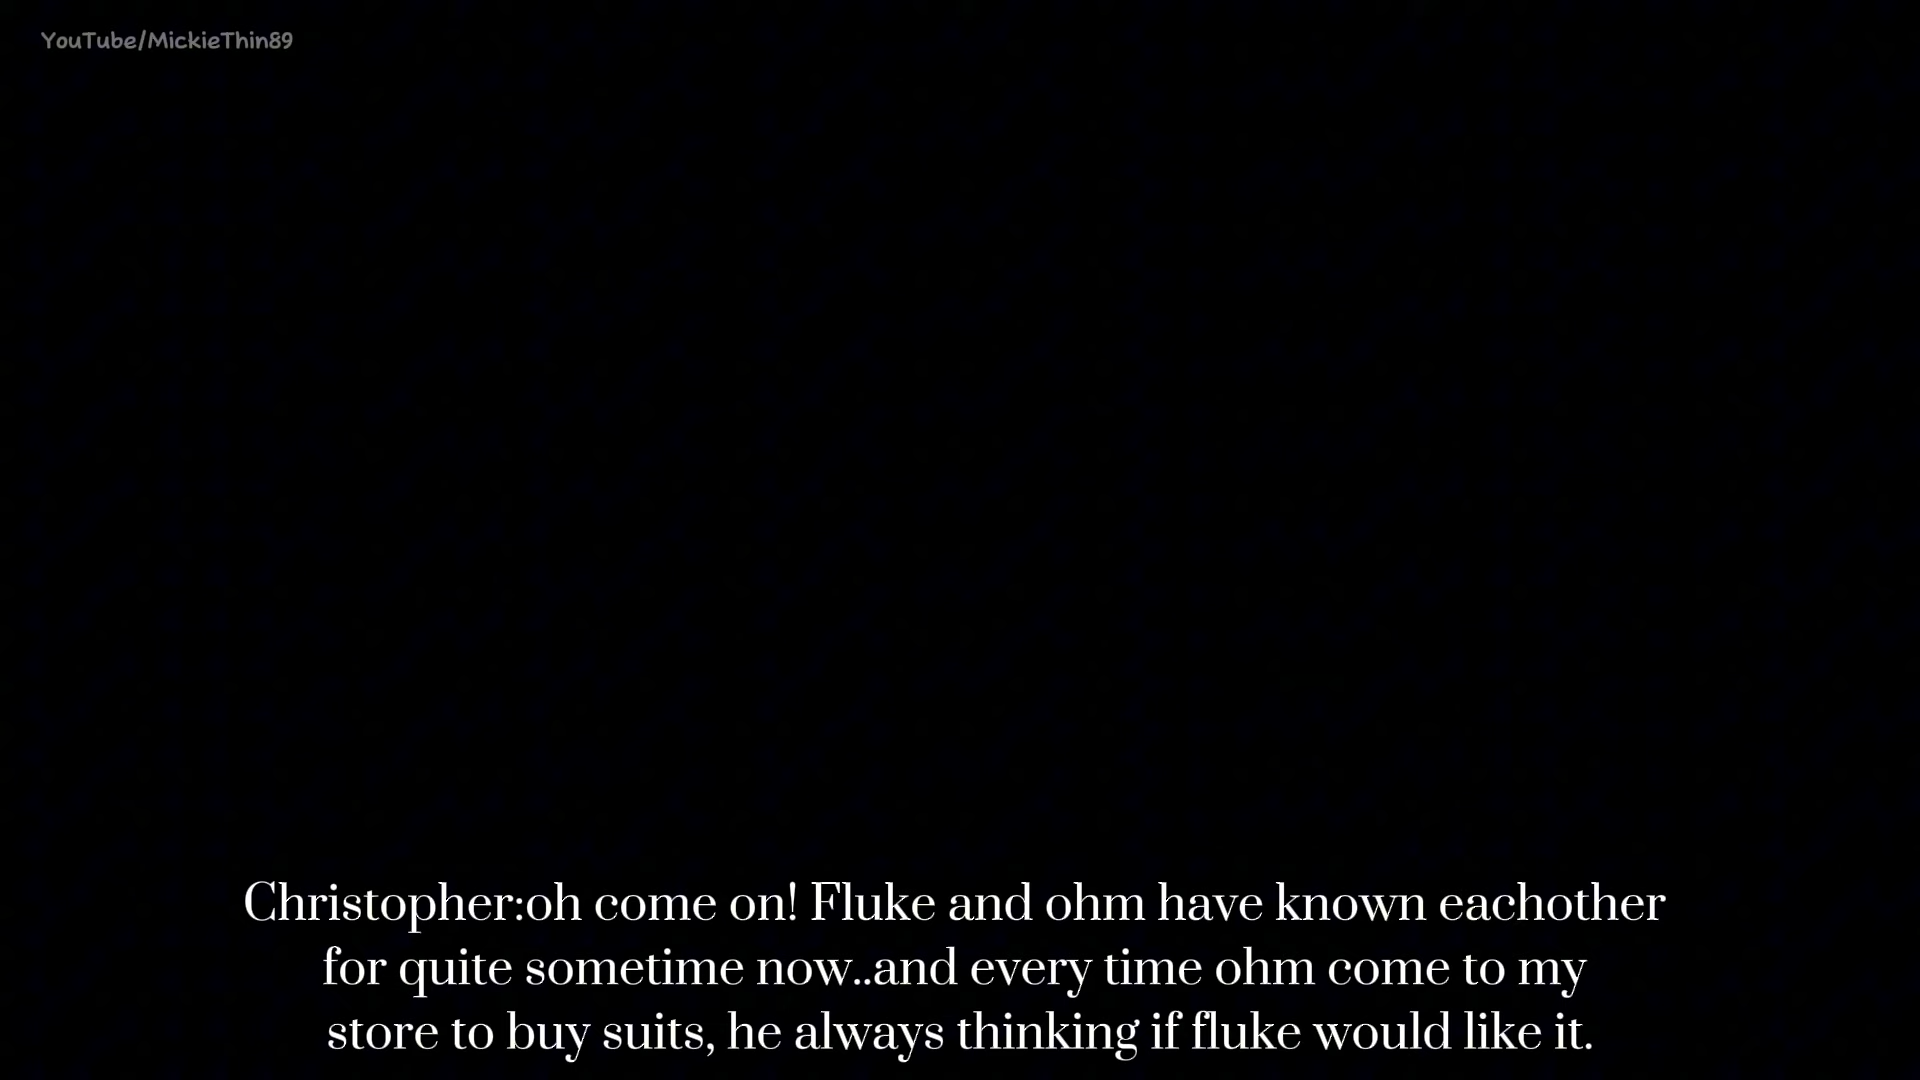 YouTube/MickieThin89
Christopher:oh come on! Fluke and ohm have known eachother
for quite sometime now..and every time ohm come to my
store to buy suits, he always thinking if fluke would like it.